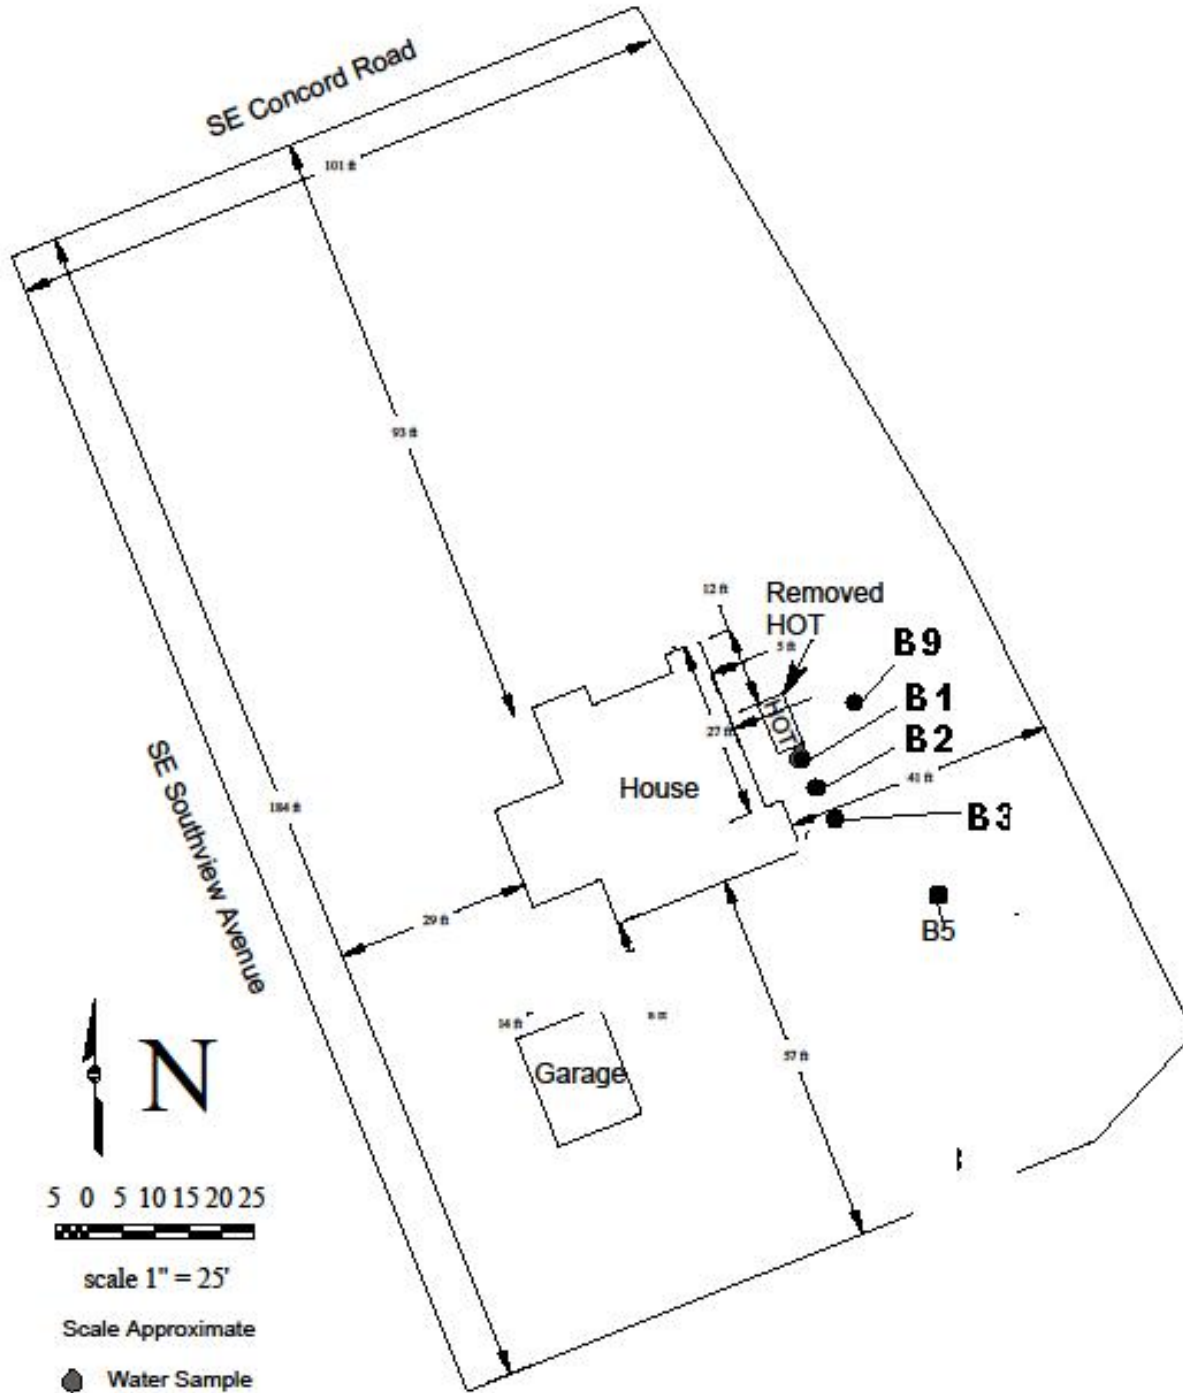 SE Concord Road
101 ft
93 ft
12 ft
Removed
HOT
5 ft
B9
HOT
B1
27 ft
B2
41 ft
House
B3
SE Southview Avenue
184 ft
29 ft
B5
14 ft
57 ft
Garage
N
5 0 5 10 15 20 25
scale 1" = 25'
Scale Approximate
Water Sample